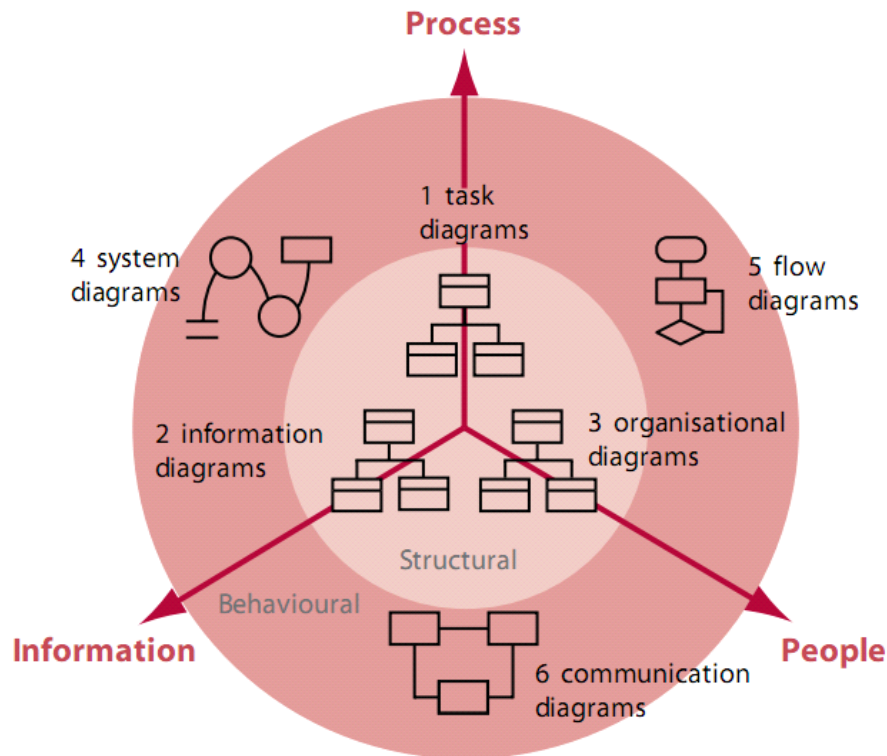 Process
1 task
diagrams
4 system
diagrams
5 flow
diagrams
2 information
diagrams
3 organisational
diagrams
Structural
Behavioural
Information
People
6 communication
diagrams